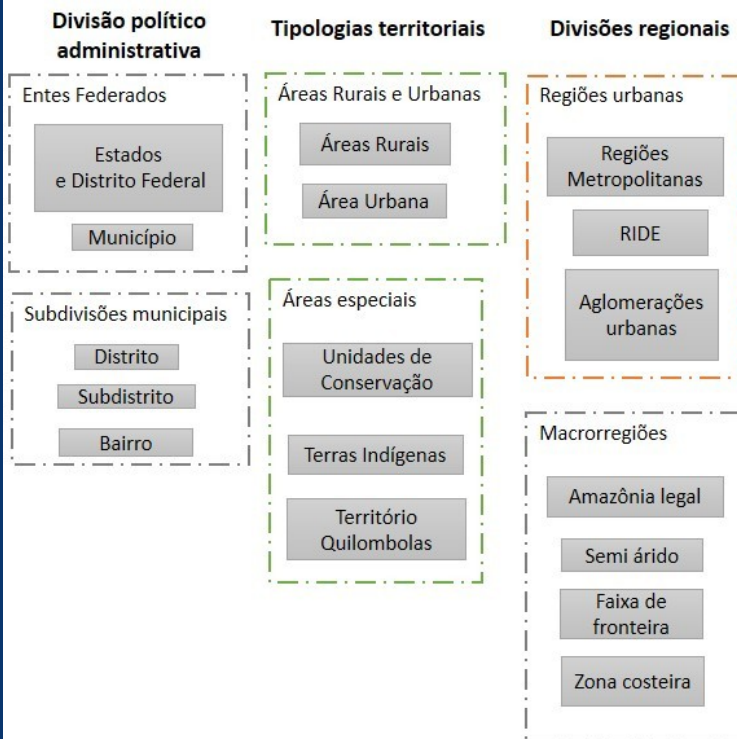 Divisão político
administrativa
Entes Federados
Estados
e Distrito Federal
Município
Subdivisões municipais
Distrito
Subdistrito
Bairro
Tipologias territoriais
Áreas Rurais e Urbanas
Áreas Rurais
Área Urbana
Áreas especiais
Unidades de
Conservação
Terras Indígenas
Território
Quilombolas
Divisões regionais
Regiões urbanas
Regiões
Metropolitanas
RIDE
Aglomerações
urbanas
Macrorregiões
Amazônia legal
Semi árido
Faixa de
fronteira
Zona costeira